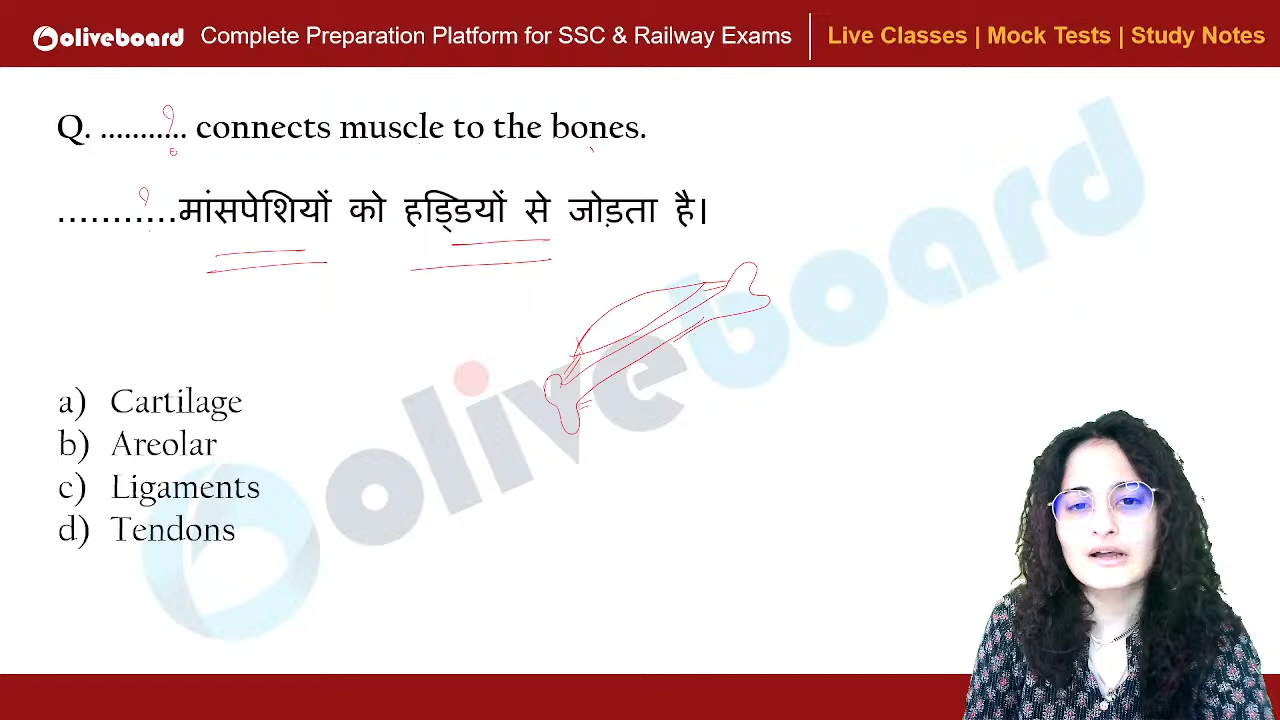 oliveboard Complete Preparation Platform for SSC & Railway Exams Live Classes | Mock Tests | Study Notes
Q. ........... connects muscle to the bones.
...........मांसपेशियों को हड्डियों से जोड़ता है।
a) Cartilage
b) Areolar
c) Ligaments
d) Tendons
oliveboard